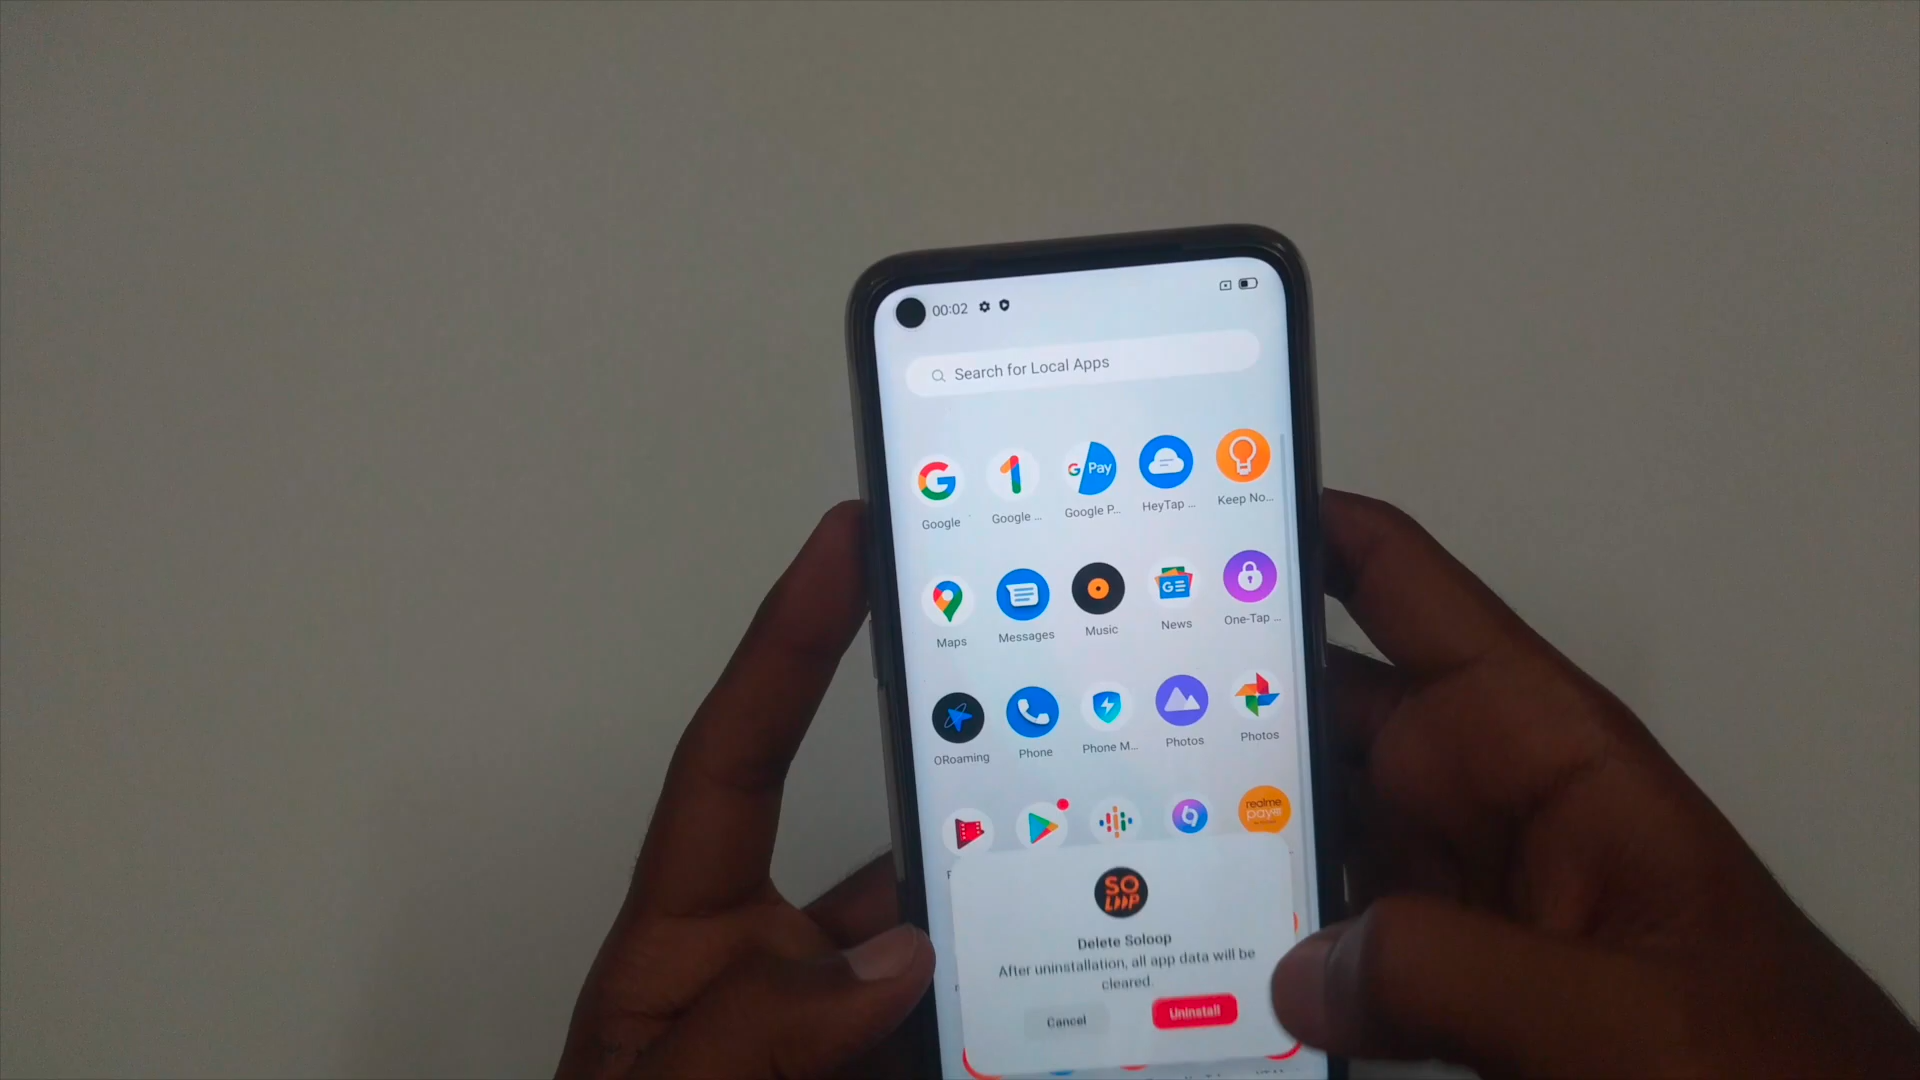 00:02
Search for Local Apps
G Pay
Google
Google ...
Google P...
HeyTap ...
Keep No...
GE
Maps
Messages
Music
News
One-Tap ...
ORoaming
Phone
Phone M...
Photos
Photos
realme
SO
LOOP
Delete Soloop
After uninstallation, all app data will be
cleared.
Cancel
Uninstall